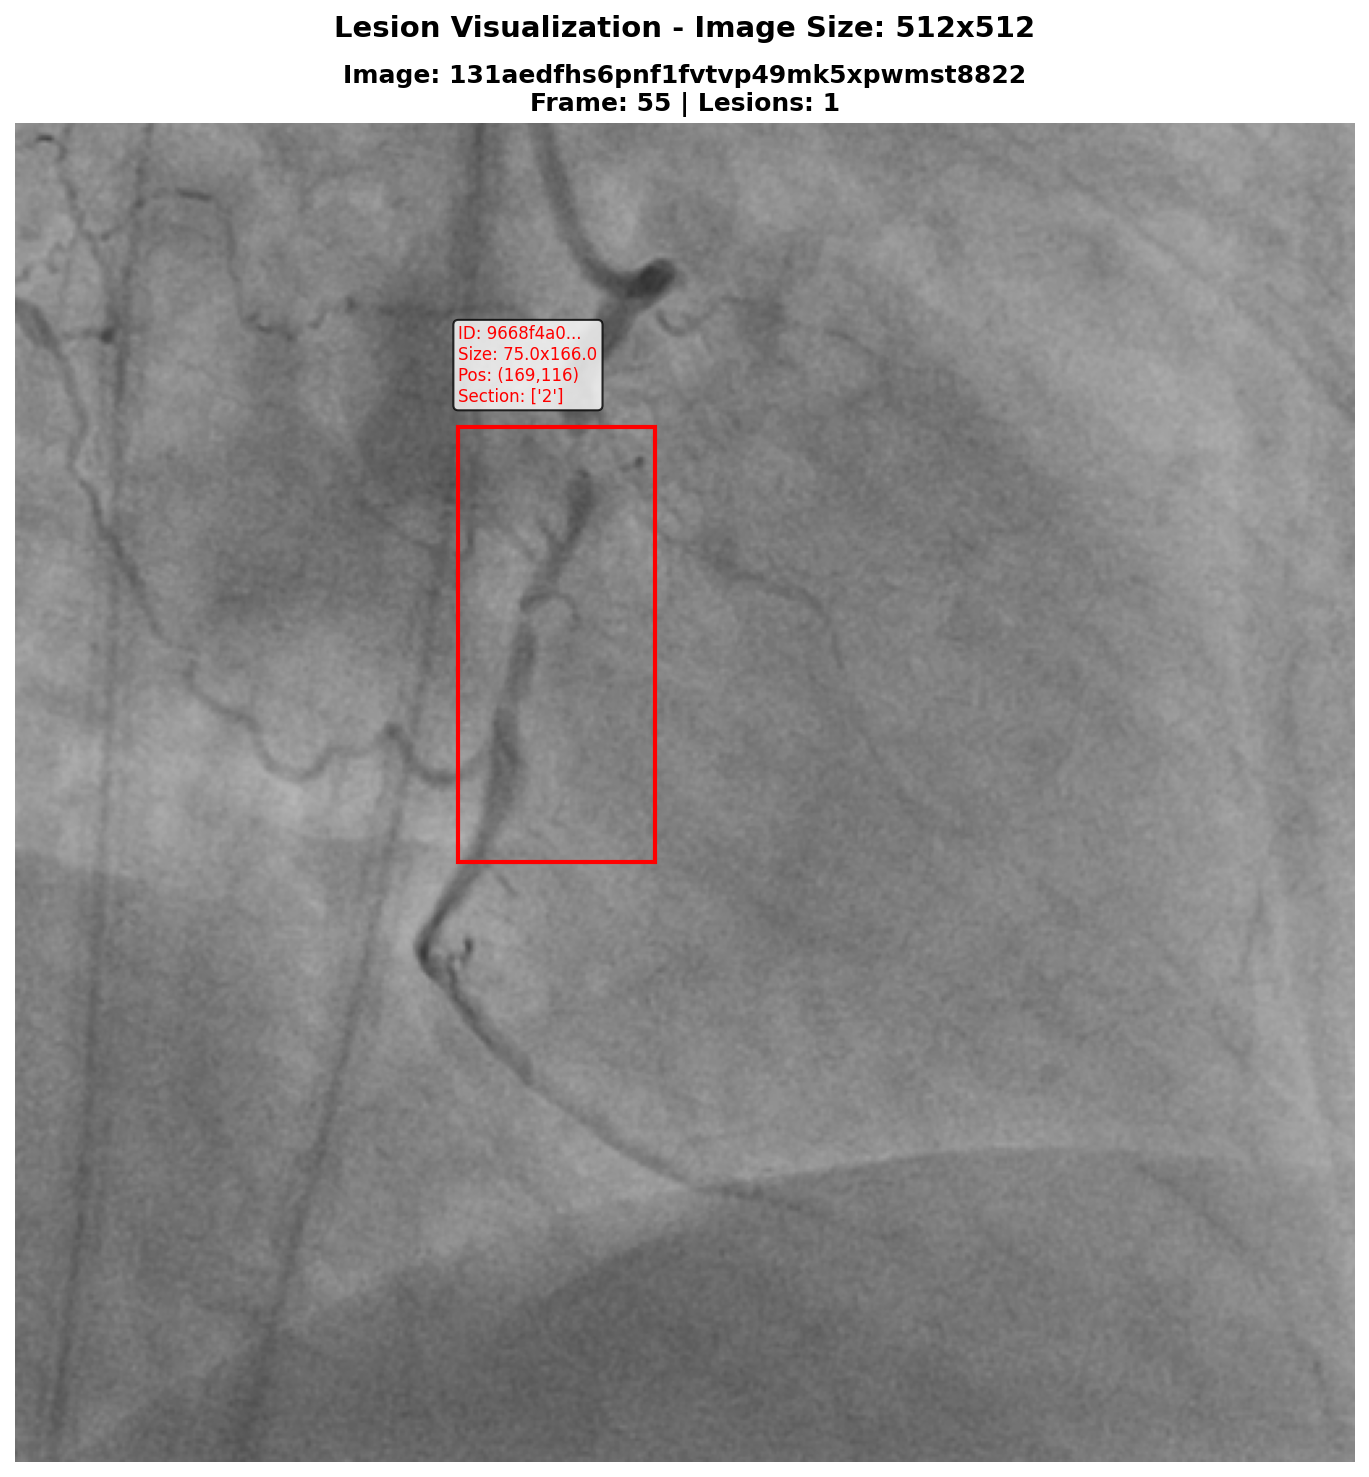 Lesion Visualization - Image Size: 512x512
Image: 131aedfhs6pnf1fvtvp49mk5xpwmst8822
Frame: 55 | Lesions: 1
ID: 9668f4a0...
Size: 75.0x166.0
Pos: (169,116)
Section: ['2']